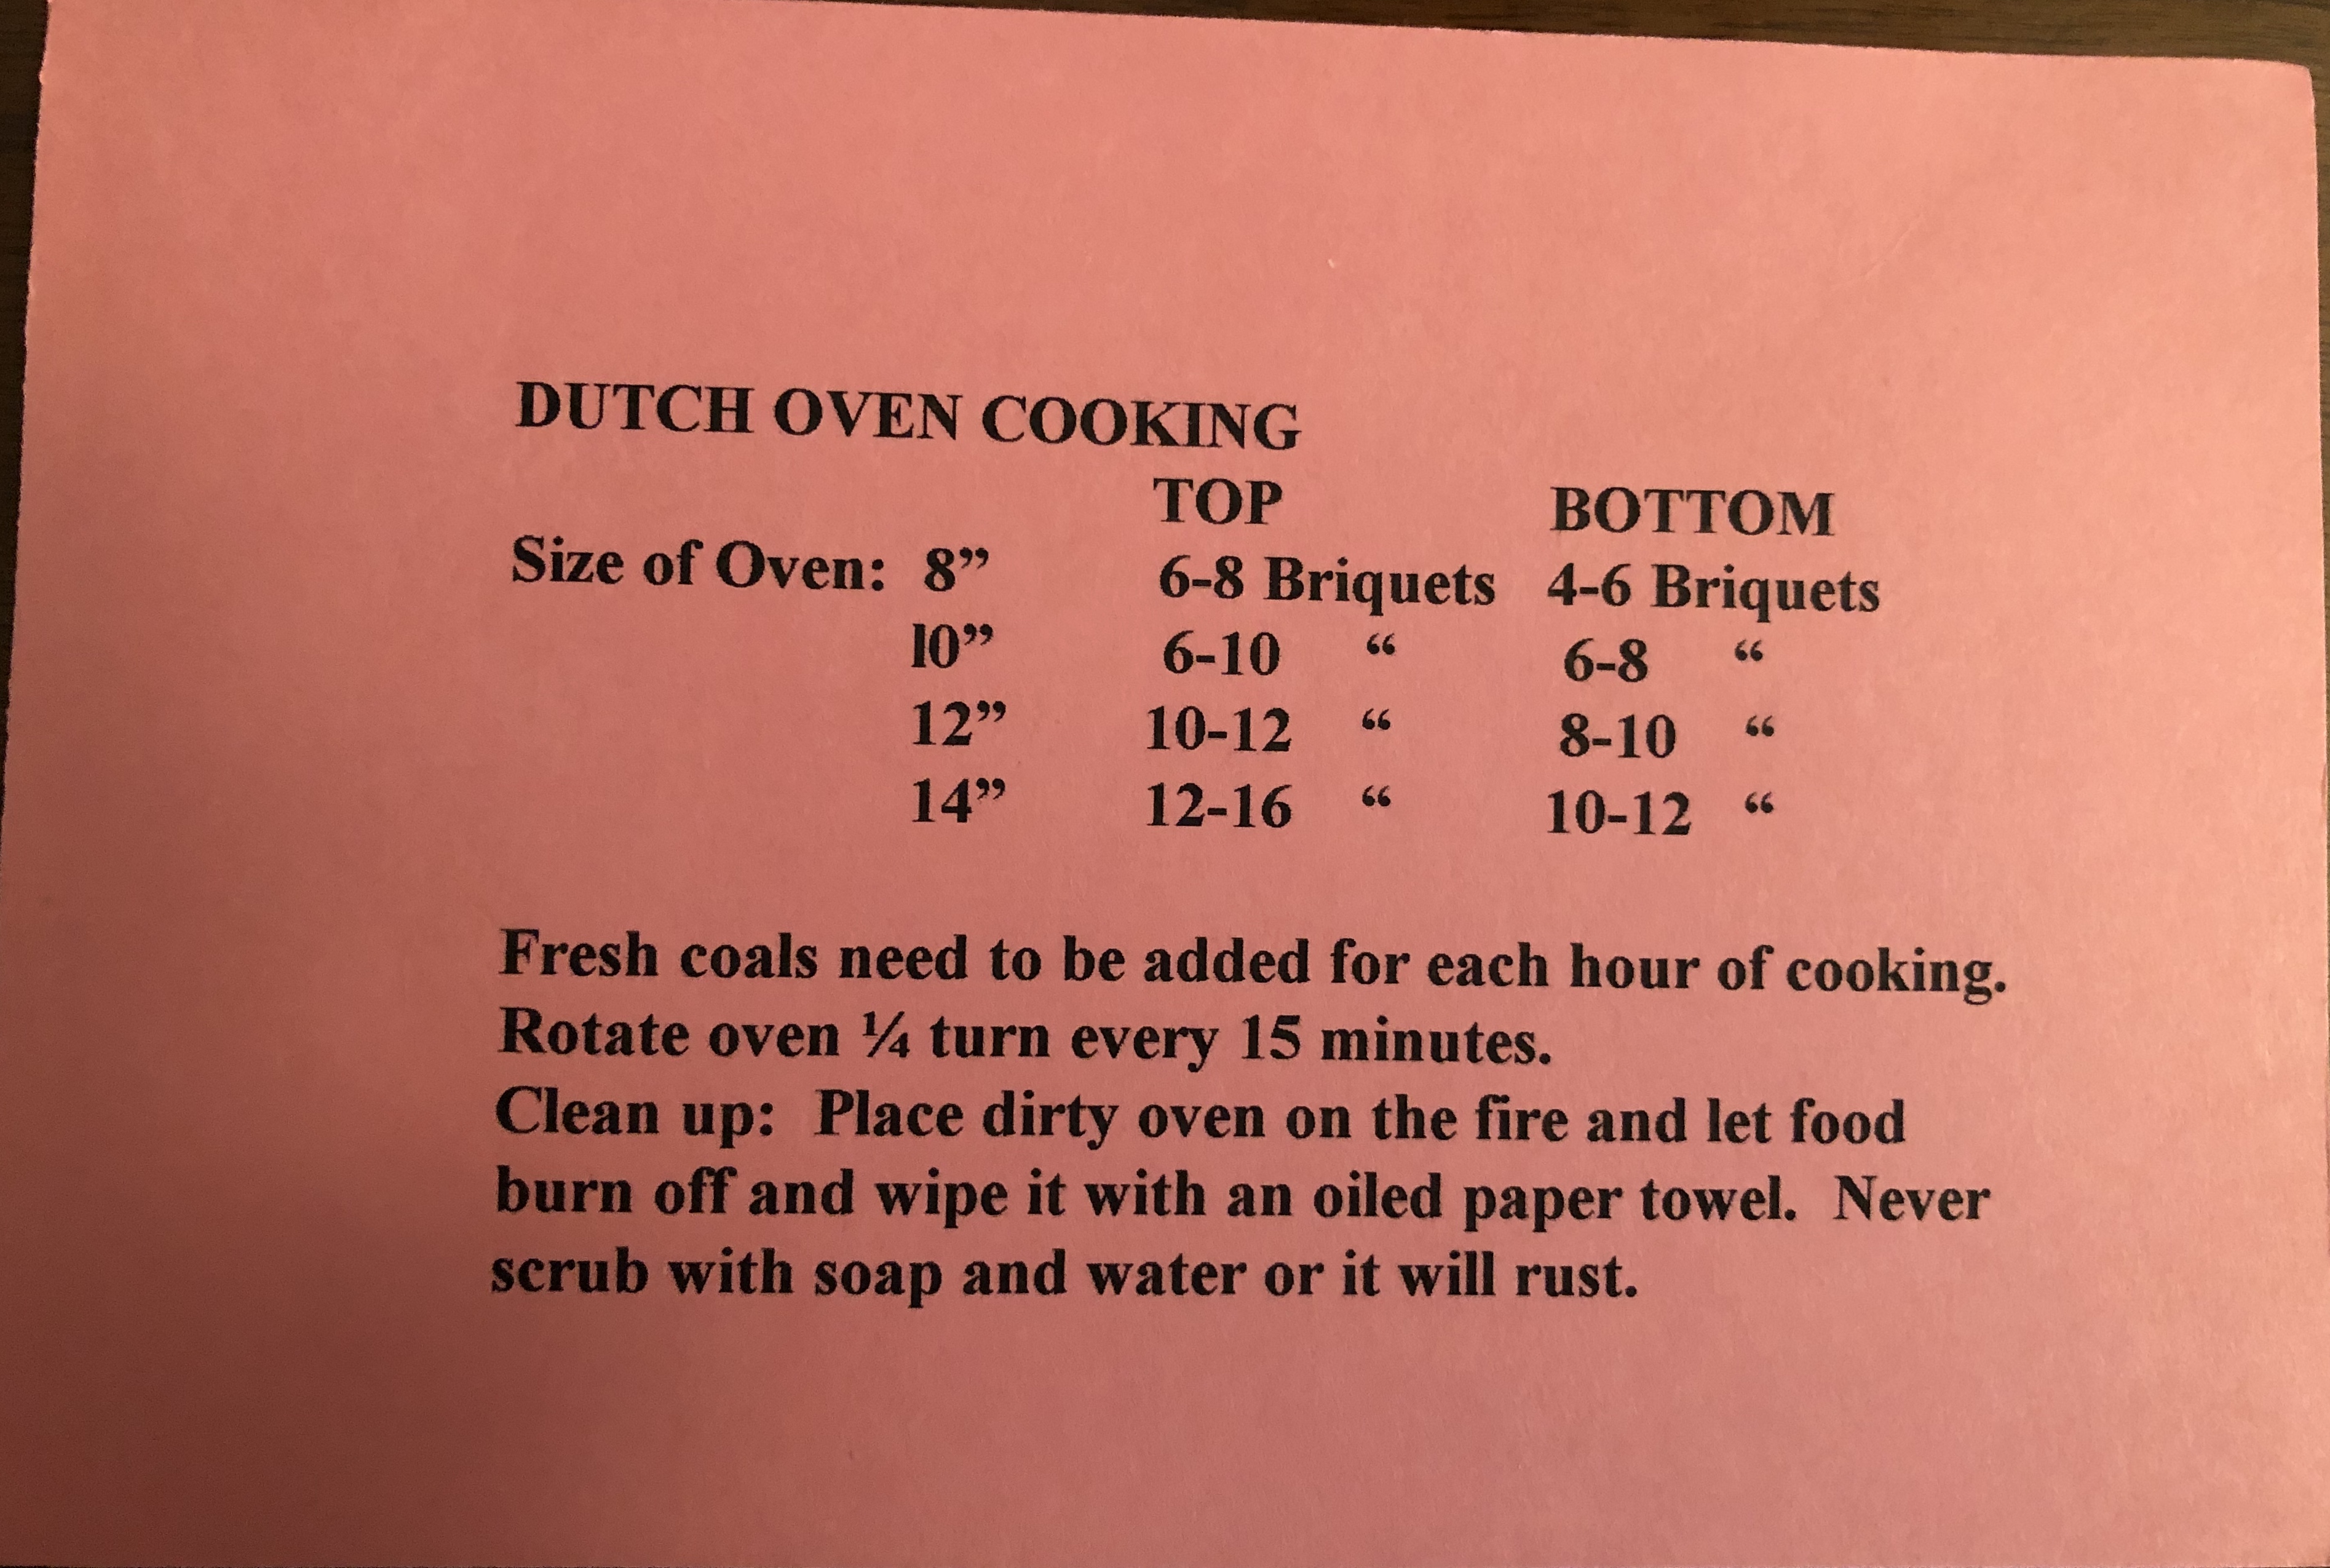 DUTCH OVEN COOKING
TOP BOTTOM
Size of Oven: 8” 6-8 Briquets 4-6 Briquets
l0” 6-10 “ 6-8 “
12” 10-12 “ 8-10 “
14” 12-16 “ 10-12 “
Fresh coals need to be added for each hour of cooking.
Rotate oven ¼ turn every 15 minutes.
Clean up: Place dirty oven on the fire and let food
burn off and wipe it with an oiled paper towel. Never
scrub with soap and water or it will rust.